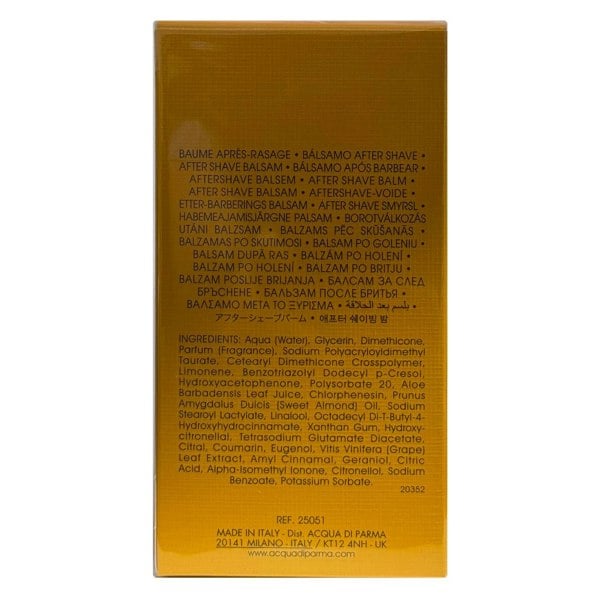 BAUME APRÈS-RASAGE • BÁLSAMO AFTER SHAVE •
AFTER SHAVE BALSAM • BÁLSAMO APÓS BARBEAR •
AFTERSHAVE BALSEM • AFTER SHAVE BALM •
AFTER SHAVE BALSAM • AFTERSHAVE-VOIDE •
ETTER-BARBERINGS BALSAM • AFTER SHAVE SMYRSL •
HABEMEAJAMISJÄRGNE PALSAM • BOROTVÁLKOZÁS
UTÁNI BALZSAM • BALZAMS PĒC SKŪŠANĀS •
BALZAMAS PO SKUTIMOSI • BALSAM PO GOLENIU •
BALSAM DUPĂ RAS • BALZÁM PO HOLENÍ •
BALZAM PO HOLENÍ • BALZAM PO BRITJU •
BALZAM POSLIJE BRIJANJA • БАЛСАМ ЗА СЛЕД
БРЪСНЕНЕ • БАЛЬЗАМ ПОСЛЕ БРИТЬЯ •
ΒΑΛΣΑΜΟ ΜΕΤΑ ΤΟ ΞΥΡΙΣΜΑ • بلسم بعد الحلاقة •
アフターシェーブバーム • 애프터 쉐이빙 밤
INGREDIENTS: Aqua (Water), Glycerin, Dimethicone,
Parfum (Fragrance), Sodium Polyacryloyldimethyl
Taurate, Cetearyl Dimethicone Crosspolymer,
Limonene, Benzotriazolyl Dodecyl p-Cresol,
Hydroxyacetophenone, Polysorbate 20, Aloe
Barbadensis Leaf Juice, Chlorphenesin, Prunus
Amygdalus Dulcis (Sweet Almond) Oil, Sodium
Stearoyl Lactylate, Linalool, Octadecyl Di-T-Butyl-4-
Hydroxyhydrocinnamate, Xanthan Gum, Hydroxy-
citronellal, Tetrasodium Glutamate Diacetate,
Citral, Coumarin, Eugenol, Vitis Vinifera (Grape)
Leaf Extract, Amyl Cinnamal, Geraniol, Citric
Acid, Alpha-Isomethyl Ionone, Citronellol, Sodium
Benzoate, Potassium Sorbate.
20352
REF. 25051
MADE IN ITALY - Dist. ACQUA DI PARMA
20141 MILANO - ITALY / KT12 4NH - UK
www.acquadiparma.com